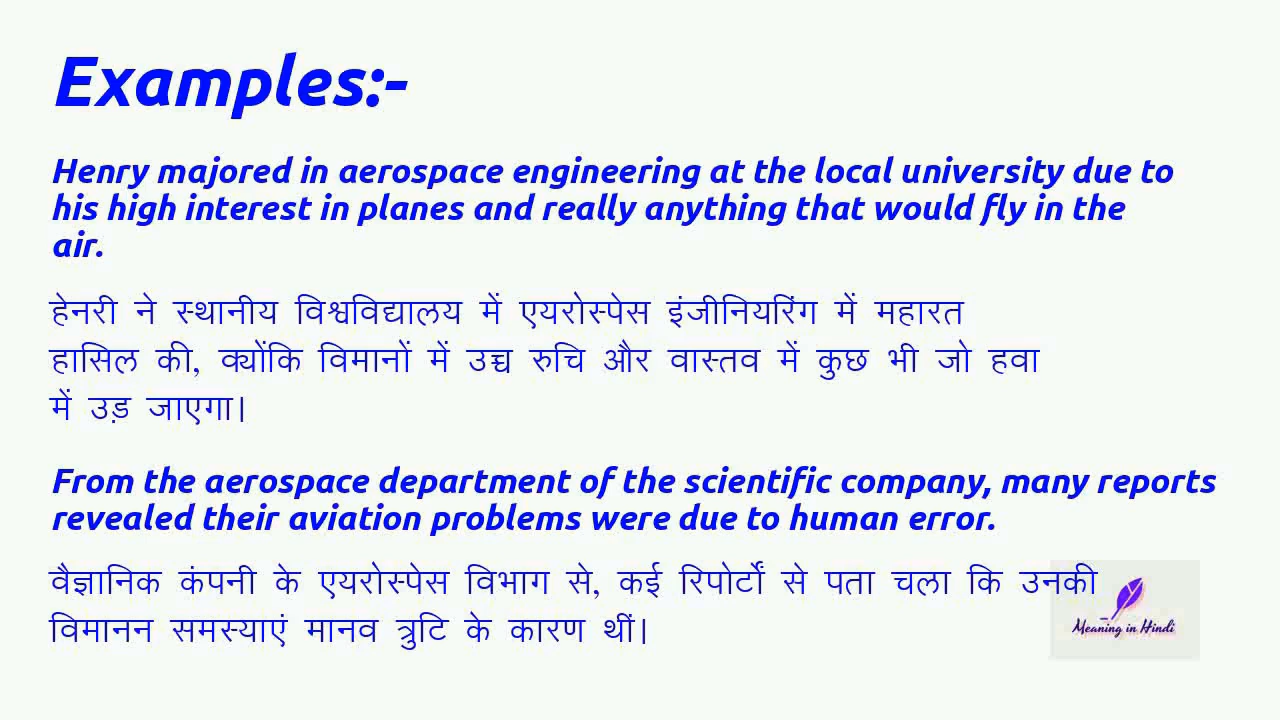 Examples:-
Henry majored in aerospace engineering at the local university due to
his high interest in planes and really anything that would fly in the
air.
हेनरी ने स्थानीय विश्वविद्यालय में एयरोस्पेस इंजीनियरिंग में महारत
हासिल की, क्योंकि विमानों में उच्च रुचि और वास्तव में कुछ भी जो हवा
में उड़ जाएगा।
From the aerospace department of the scientific company, many reports
revealed their aviation problems were due to human error.
वैज्ञानिक कंपनी के एयरोस्पेस विभाग से, कई रिपोर्टों से पता चला कि उनकी
विमानन समस्याएं मानव त्रुटि के कारण थीं।
Meaning in Hindi